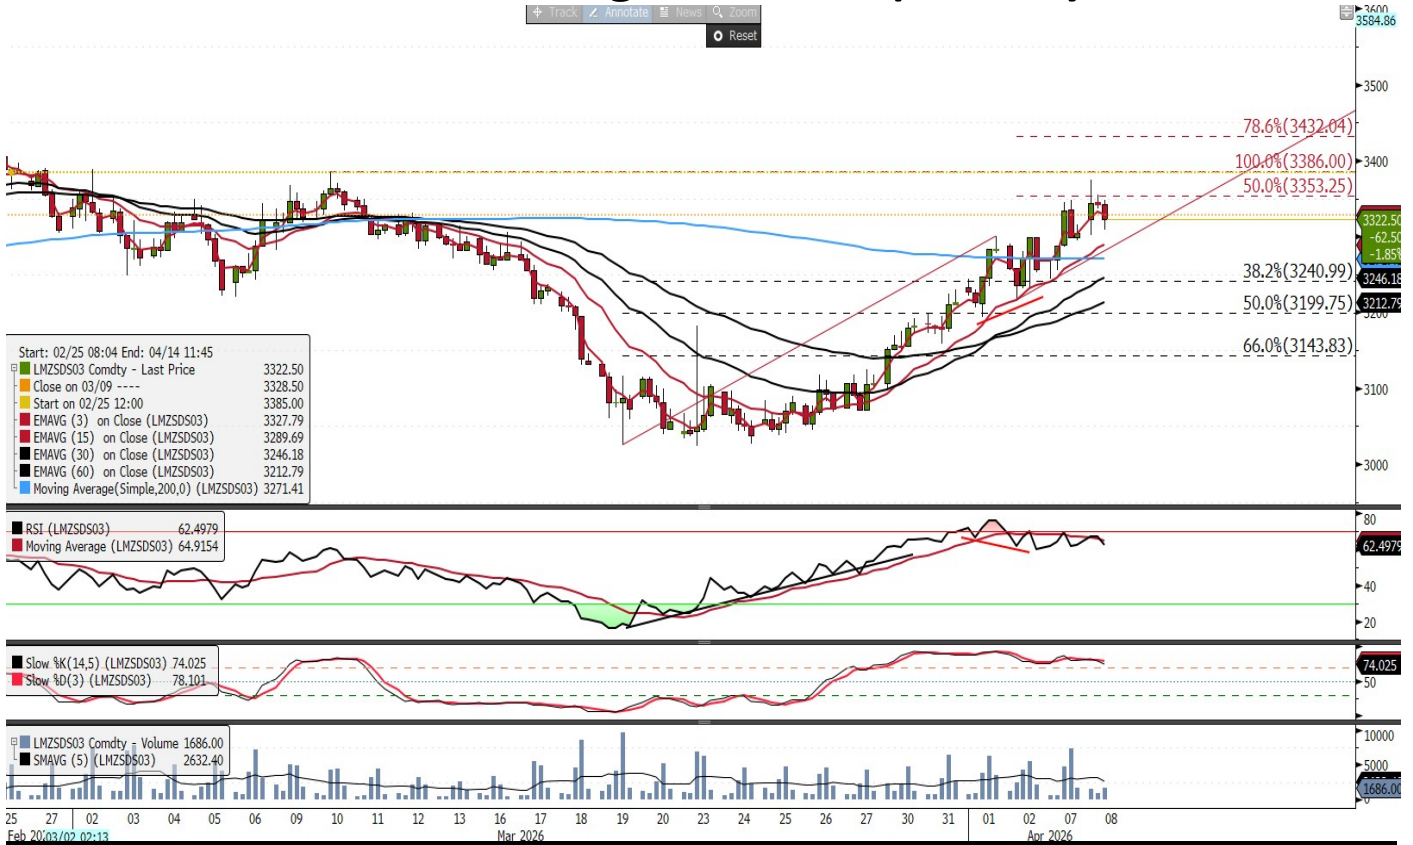 Track Annotate News Zoom
Reset
3600
3584.86
3500
78.6%(3432.04)
3400
100.0%(3386.00)
50.0%(3353.25)
3322.50
-62.50
-1.85%
38.2%(3240.99)
3246.18
3212.79
50.0%(3199.75)
3200
66.0%(3143.83)
3100
3000
Start: 02/25 08:04 End: 04/14 11:45
LMZSDS03 Comdty - Last Price 3322.50
Close on 03/09 ---- 3328.50
Start on 02/25 12:00 3385.00
EMAVG (3) on Close (LMZSDS03) 3327.79
EMAVG (15) on Close (LMZSDS03) 3289.69
EMAVG (30) on Close (LMZSDS03) 3246.18
EMAVG (60) on Close (LMZSDS03) 3212.79
Moving Average(Simple,200,0) (LMZSDS03) 3271.41
RSI (LMZSDS03) 62.4979
Moving Average (LMZSDS03) 64.9154
80
62.4979
40
20
Slow %K(14,5) (LMZSDS03) 74.025
Slow %D(3) (LMZSDS03) 78.101
74.025
50
LMZSDS03 Comdty - Volume 1686.00
SMAVG (5) (LMZSDS03) 2632.40
10000
5000
1686.00
0
25 27 02 03 04 05 06 09 10 11 12 13 16 17 18 19 20 23 24 25 26 27 30 31 01 02 07 08
Feb 20 03/02 02:13 Mar 2026 Apr 2026